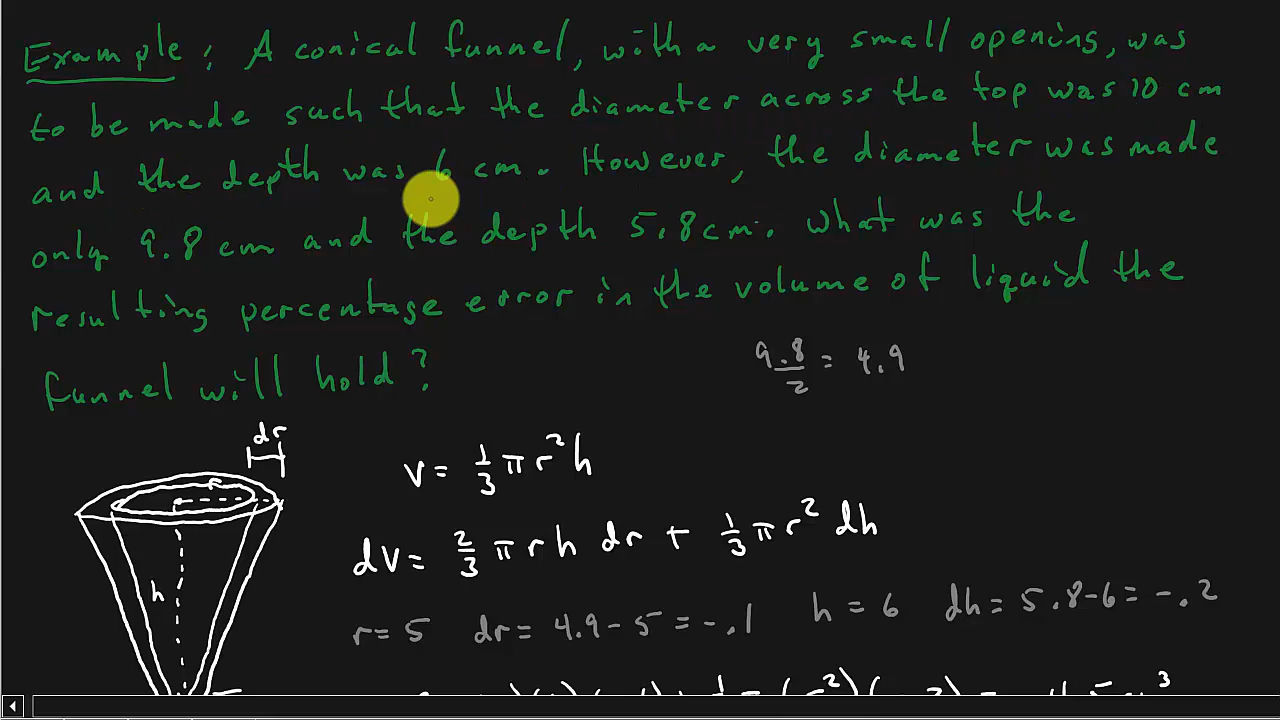 Example: A conical funnel, with a very small opening, was
to be made such that the diameter across the top was 10 cm
and the depth was 6 cm. However, the diameter was made
only 9.8 cm and the depth 5.8cm. What was the
resulting percentage error in the volume of liquid the
funnel will hold?
9.8/2 = 4.9
dr
r
h
V = 1/3 π r² h
dV = 2/3 π r h dr + 1/3 π r² dh
r = 5 dr = 4.9 - 5 = -.1 h = 6 dh = 5.8 - 6 = -.2